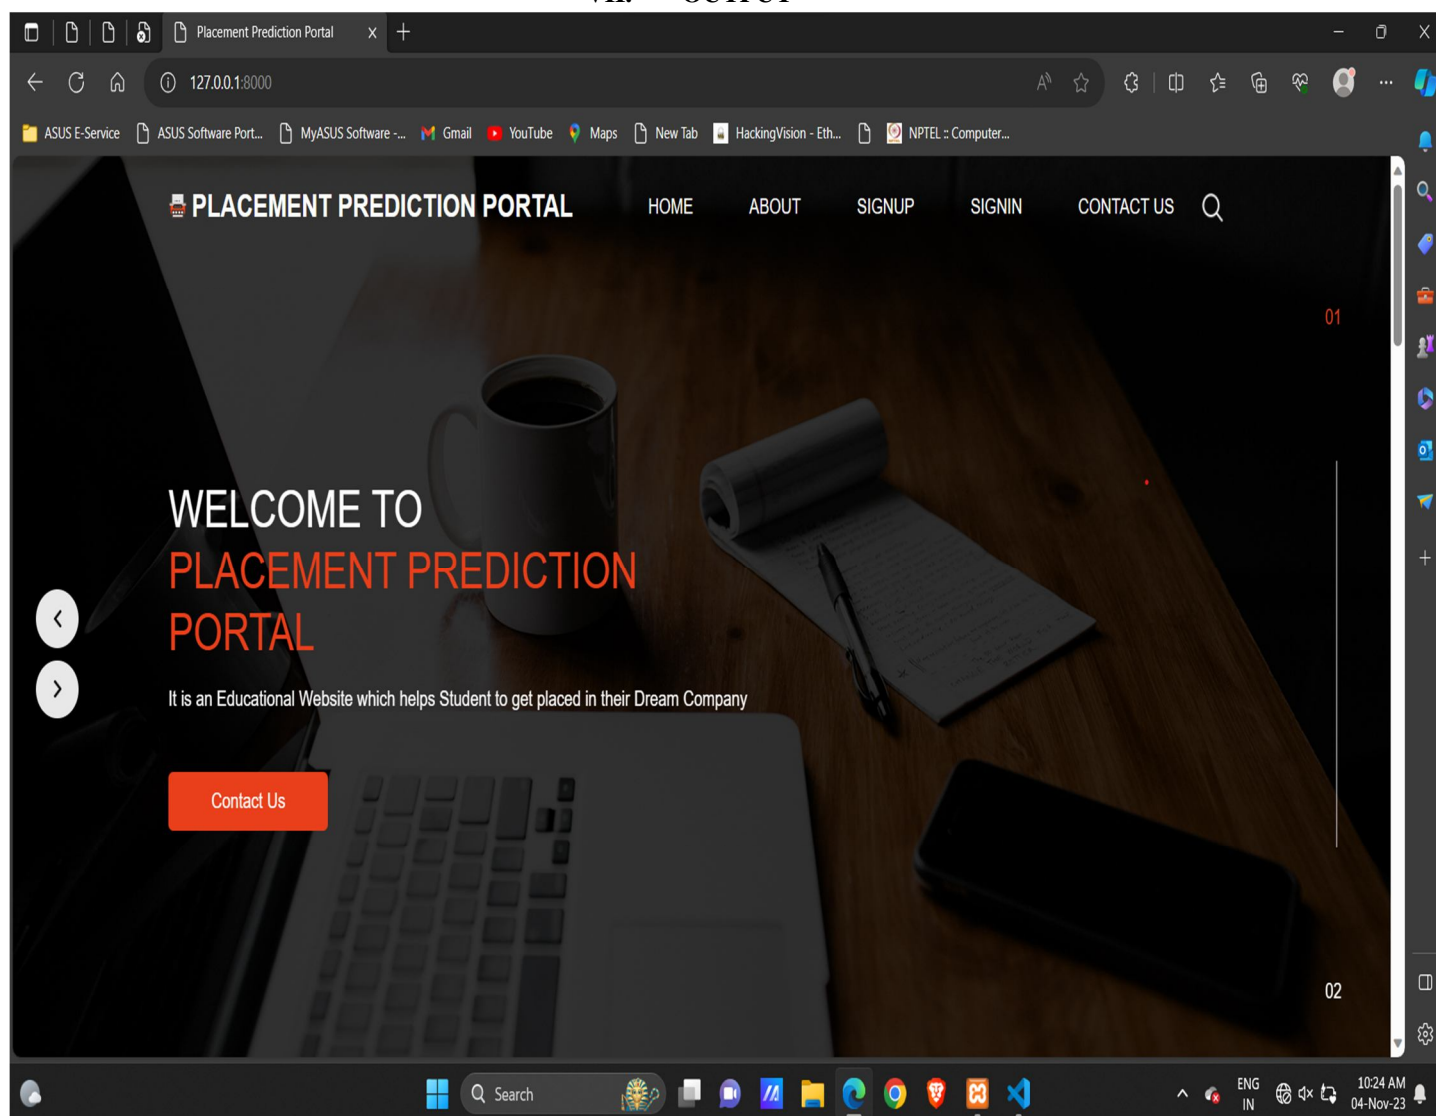 Placement Prediction Portal
127.0.0.1:8000
ASUS E-Service ASUS Software Port... MyASUS Software -... Gmail YouTube Maps New Tab HackingVision - Eth... NPTEL :: Computer...
PLACEMENT PREDICTION PORTAL HOME ABOUT SIGNUP SIGNIN CONTACT US
01
WELCOME TO
PLACEMENT PREDICTION
PORTAL
It is an Educational Website which helps Student to get placed in their Dream Company
Contact Us
02
Search
ENG
IN
10:24 AM
04-Nov-23